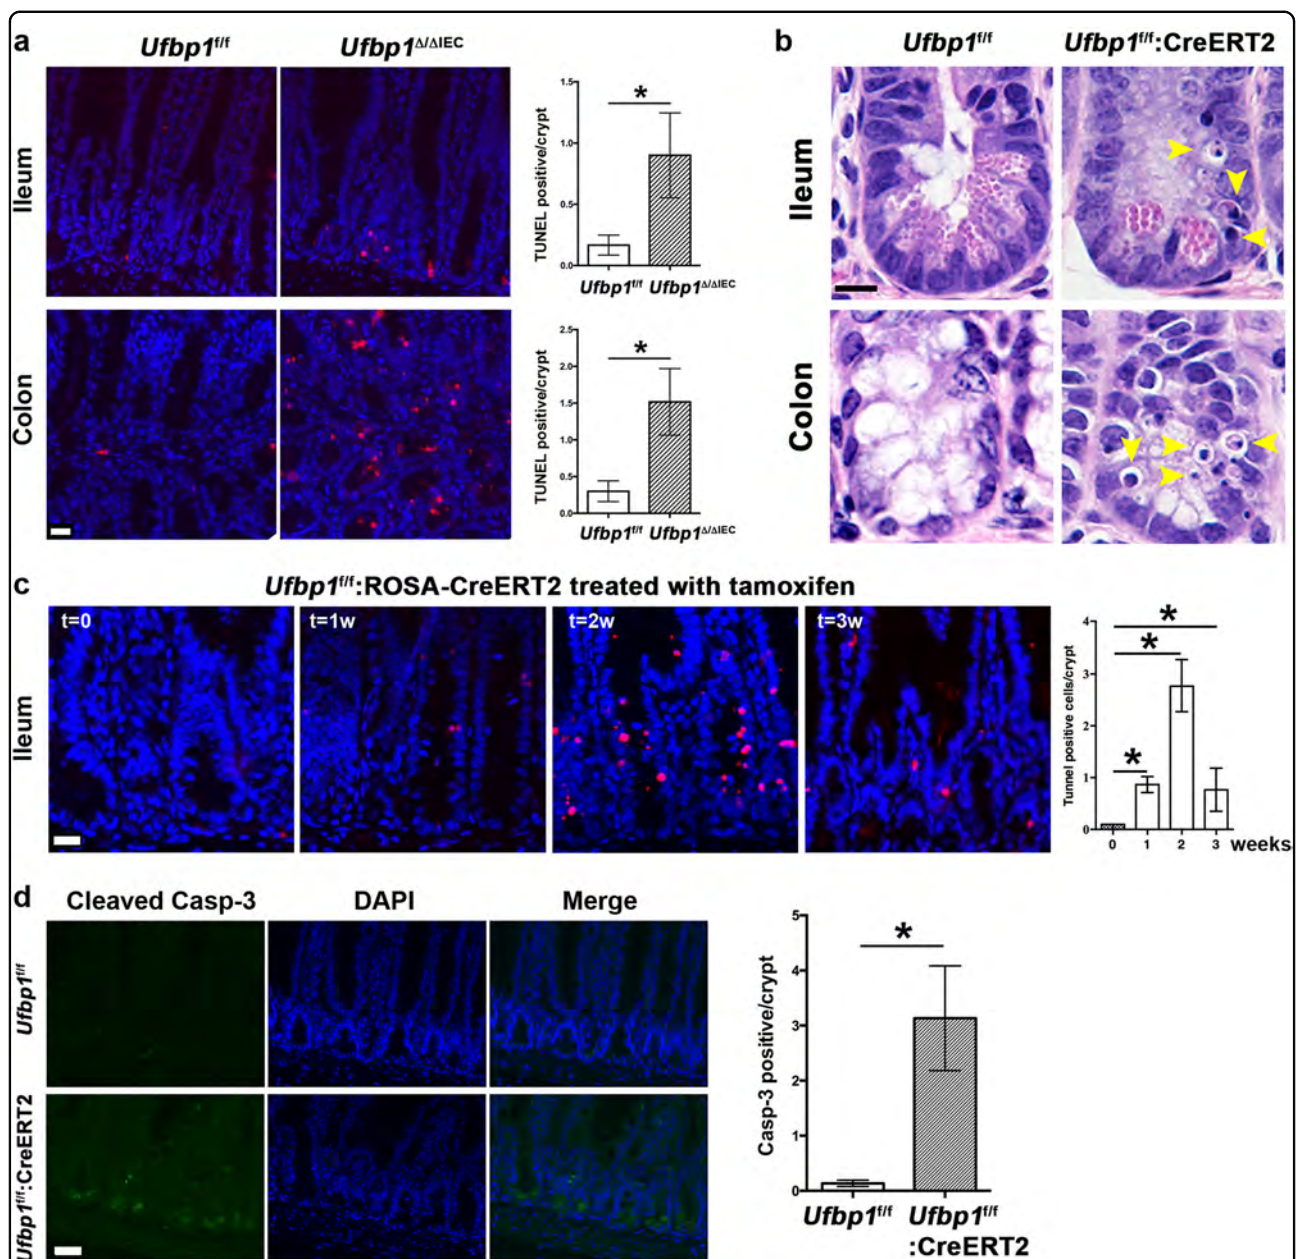 a
Ufbp1f/f
Ufbp1Δ/ΔIEC
Ileum
TUNEL positive/crypt
1.5
1.0
0.5
0.0
*
Ufbp1f/f Ufbp1Δ/ΔIEC
Colon
TUNEL positive/crypt
2.5
2.0
1.5
1.0
0.5
0.0
*
Ufbp1f/f Ufbp1Δ/ΔIEC
b
Ufbp1f/f
Ufbp1f/f:CreERT2
Ileum
Colon
c
Ufbp1f/f:ROSA-CreERT2 treated with tamoxifen
Ileum
t=0
t=1w
t=2w
t=3w
Tunnel positive cells/crypt
4
3
2
1
0
*
*
*
0 1 2 3 weeks
d
Cleaved Casp-3
DAPI
Merge
Ufbp1f/f
Ufbp1f/f:CreERT2
Casp-3 positive/crypt
5
4
3
2
1
0
*
Ufbp1f/f Ufbp1f/f
:CreERT2